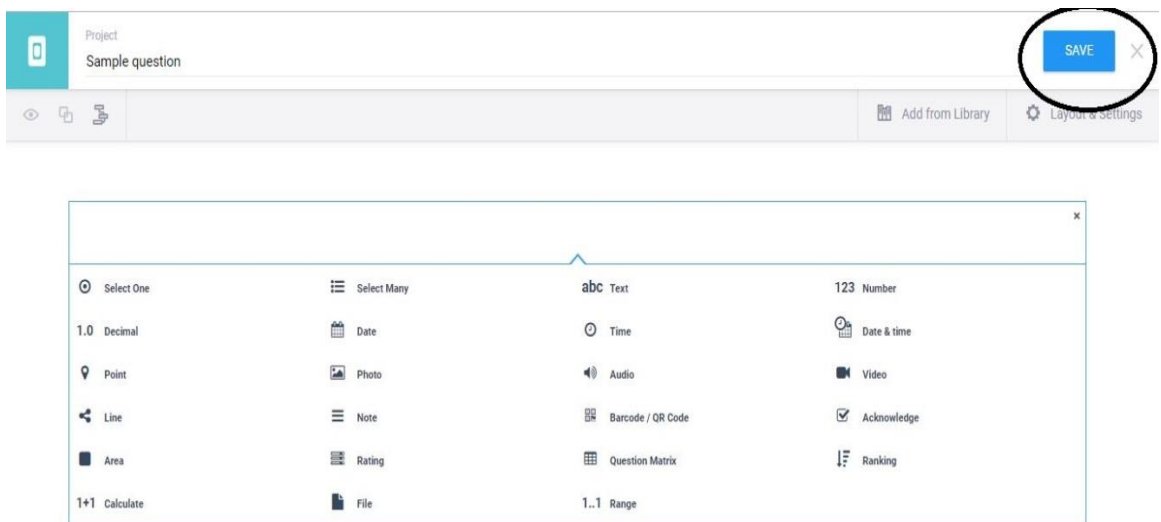 Project
Sample question
SAVE
Add from Library
Layout & Settings
Select One
Select Many
abc Text
123 Number
1.0 Decimal
Date
Time
Date & time
Point
Photo
Audio
Video
Line
Note
Barcode / QR Code
Acknowledge
Area
Rating
Question Matrix
Ranking
1+1 Calculate
File
1..1 Range